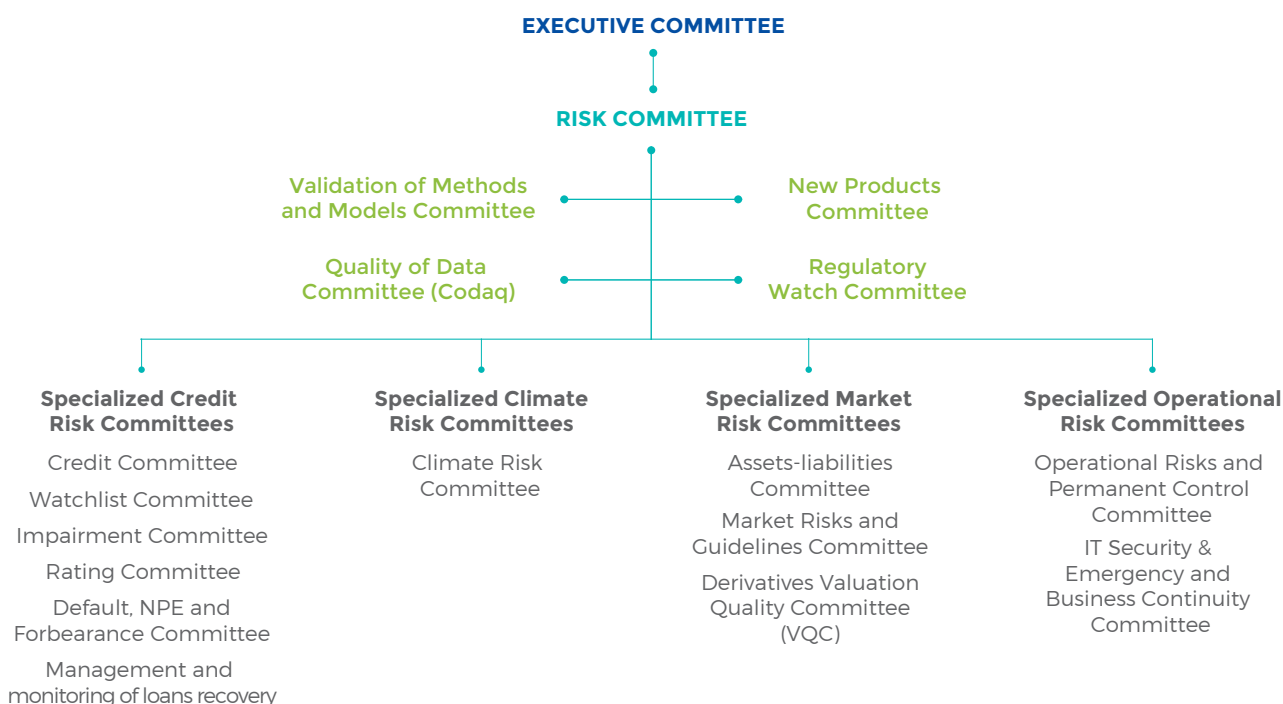 EXECUTIVE COMMITTEE
RISK COMMITTEE
Validation of Methods
and Models Committee
New Products
Committee
Quality of Data
Committee (Codaq)
Regulatory
Watch Committee
Specialized Credit
Risk Committees
Credit Committee
Watchlist Committee
Impairment Committee
Rating Committee
Default, NPE and
Forbearance Committee
Management and
monitoring of loans recovery
Specialized Climate
Risk Committees
Climate Risk
Committee
Specialized Market
Risk Committees
Assets-liabilities
Committee
Market Risks and
Guidelines Committee
Derivatives Valuation
Quality Committee
(VQC)
Specialized Operational
Risk Committees
Operational Risks and
Permanent Control
Committee
IT Security &
Emergency and
Business Continuity
Committee